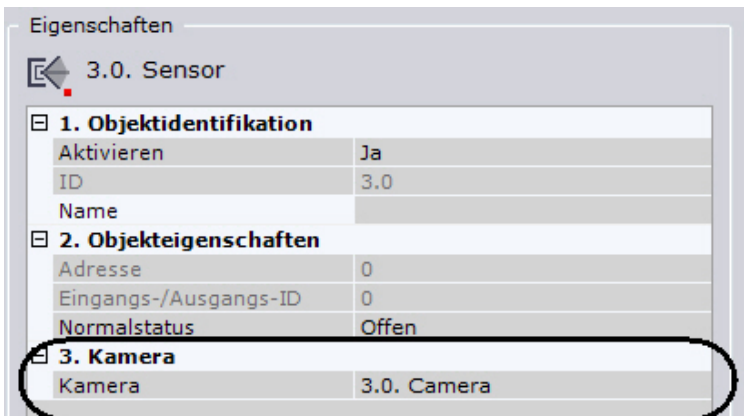 Eigenschaften
3.0. Sensor
1. Objektidentifikation
Aktivieren Ja
ID 3.0
Name
2. Objekteigenschaften
Adresse 0
Eingangs-/Ausgangs-ID 0
Normalstatus Offen
3. Kamera
Kamera 3.0. Camera